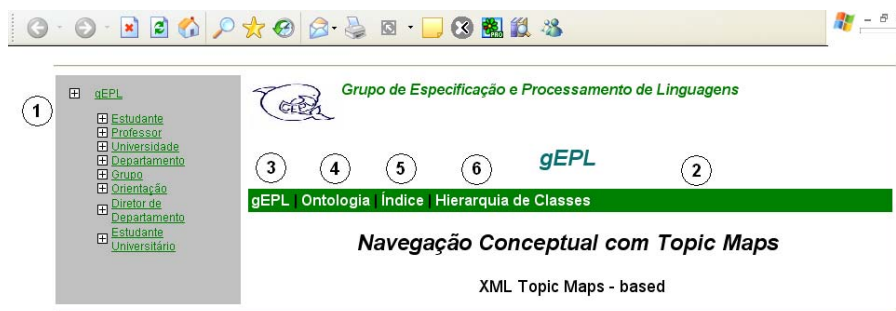 PRO
1
gEPL
Estudante
Professor
Universidade
Departamento
Grupo
Orientação
Diretor de
Departamento
Estudante
Universitário
Grupo de Especificação e Processamento de Linguagens
gEPL
3 4 5 6 2
gEPL | Ontologia | Índice | Hierarquia de Classes
Navegação Conceptual com Topic Maps
XML Topic Maps - based